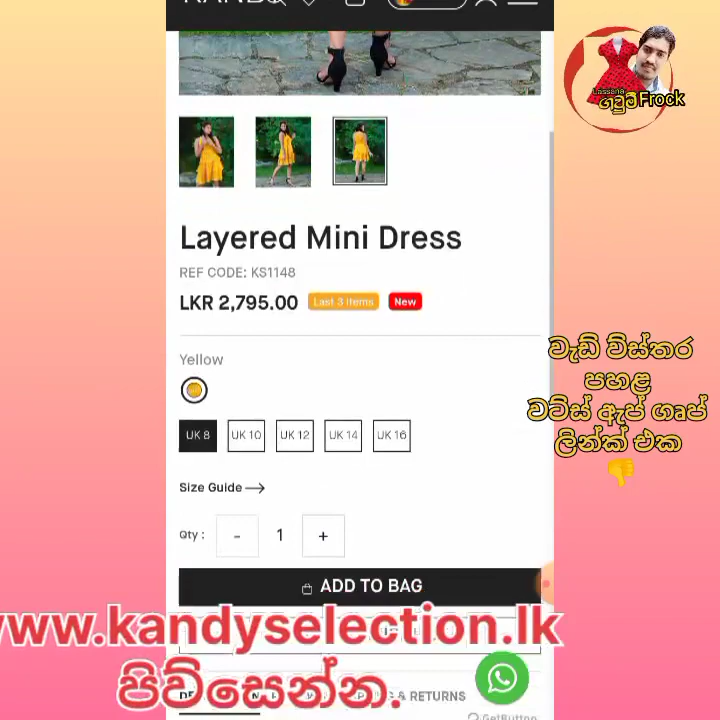 Lassana
ගවුම් Frock
Layered Mini Dress
REF CODE: KS1148
LKR 2,795.00 Last 3 items New
Yellow
වැඩි විස්තර
පහළ
වට්ස් ඇප් ගෘප්
ලින්ක් එක
👎
UK 8 UK 10 UK 12 UK 14 UK 16
Size Guide →
Qty : - 1 +
ADD TO BAG
www.kandyselection.lk
පිවිසෙන්න.
& RETURNS
GetButton